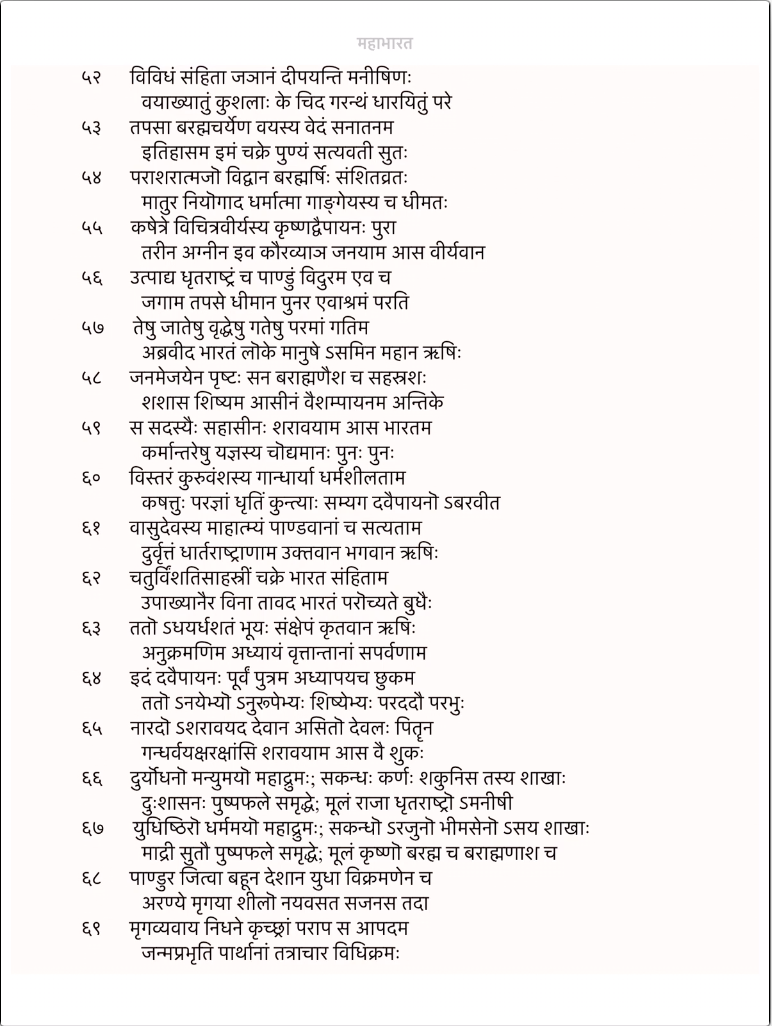 महाभारत
५२ विविधं संहिता जञानं दीपयन्ति मनीषिणः
वयाख्यातुं कुशलाः के चिद गरन्थं धारयितुं परे
५३ तपसा बरह्मचर्येण वयस्य वेदं सनातनम
इतिहासम इमं चक्रे पुण्यं सत्यवती सुतः
५४ पराशरात्मजॊ विद्वान बरह्मर्षिः संशितव्रतः
मातुर नियॊगाद धर्मात्मा गाङ्गेयस्य च धीमतः
५५ कषेत्रे विचित्रवीर्यस्य कृष्णद्वैपायनः पुरा
तरीन अग्नीन इव कौरव्याञ जनयाम आस वीर्यवान
५६ उत्पाद्य धृतराष्ट्रं च पाण्डुं विदुरम एव च
जगाम तपसे धीमान पुनर एवाश्रमं परति
५७ तेषु जातेषु वृद्धेषु गतेषु परमां गतिम
अब्रवीद भारतं लॊके मानुषे ऽसमिन महान ऋषिः
५८ जनमेजयेन पृष्टः सन बराह्मणैश च सहस्रशः
शशास शिष्यम आसीनं वैशम्पायनम अन्तिके
५९ स सदस्यैः सहासीनः शरावयाम आस भारतम
कर्मान्तरेषु यज्ञस्य चॊद्यमानः पुनः पुनः
६० विस्तरं कुरुवंशस्य गान्धार्या धर्मशीलताम
कषत्तुः परज्ञां धृतिं कुन्त्याः सम्यग दवैपायनॊ ऽबरवीत
६१ वासुदेवस्य माहात्म्यं पाण्डवानां च सत्यताम
दुर्वृत्तं धार्तराष्ट्राणाम उक्तवान भगवान ऋषिः
६२ चतुर्विंशतिसाहस्रीं चक्रे भारत संहिताम
उपाख्यानैर विना तावद भारतं परॊच्यते बुधैः
६३ ततॊ ऽधयर्धशतं भूयः संक्षेपं कृतवान ऋषिः
अनुक्रमणिम अध्यायं वृत्तान्तानां सपर्वणाम
६४ इदं दवैपायनः पूर्वं पुत्रम अध्यापयच छुकम
ततॊ ऽनयेभ्यॊ ऽनुरूपेभ्यः शिष्येभ्यः परददौ परभुः
६५ नारदॊ ऽशरावयद देवान असितॊ देवलः पितॄन
गन्धर्वयक्षरक्षांसि शरावयाम आस वै शुकः
६६ दुर्यॊधनॊ मन्युमयॊ महाद्रुमः; सकन्धः कर्णः शकुनिस तस्य शाखाः
दुःशासनः पुष्पफले समृद्धे; मूलं राजा धृतराष्ट्रॊ ऽमनीषी
६७ युधिष्ठिरॊ धर्ममयॊ महाद्रुमः; सकन्धॊ ऽरजुनॊ भीमसेनॊ ऽसय शाखाः
माद्री सुतौ पुष्पफले समृद्धे; मूलं कृष्णॊ बरह्म च बराह्मणाश च
६८ पाण्डुर जित्वा बहून देशान युधा विक्रमणेन च
अरण्ये मृगया शीलॊ नयवसत सजनस तदा
६९ मृगव्यवाय निधने कृच्छ्रां पराप स आपदम
जन्मप्रभृति पार्थानां तत्राचार विधिक्रमः